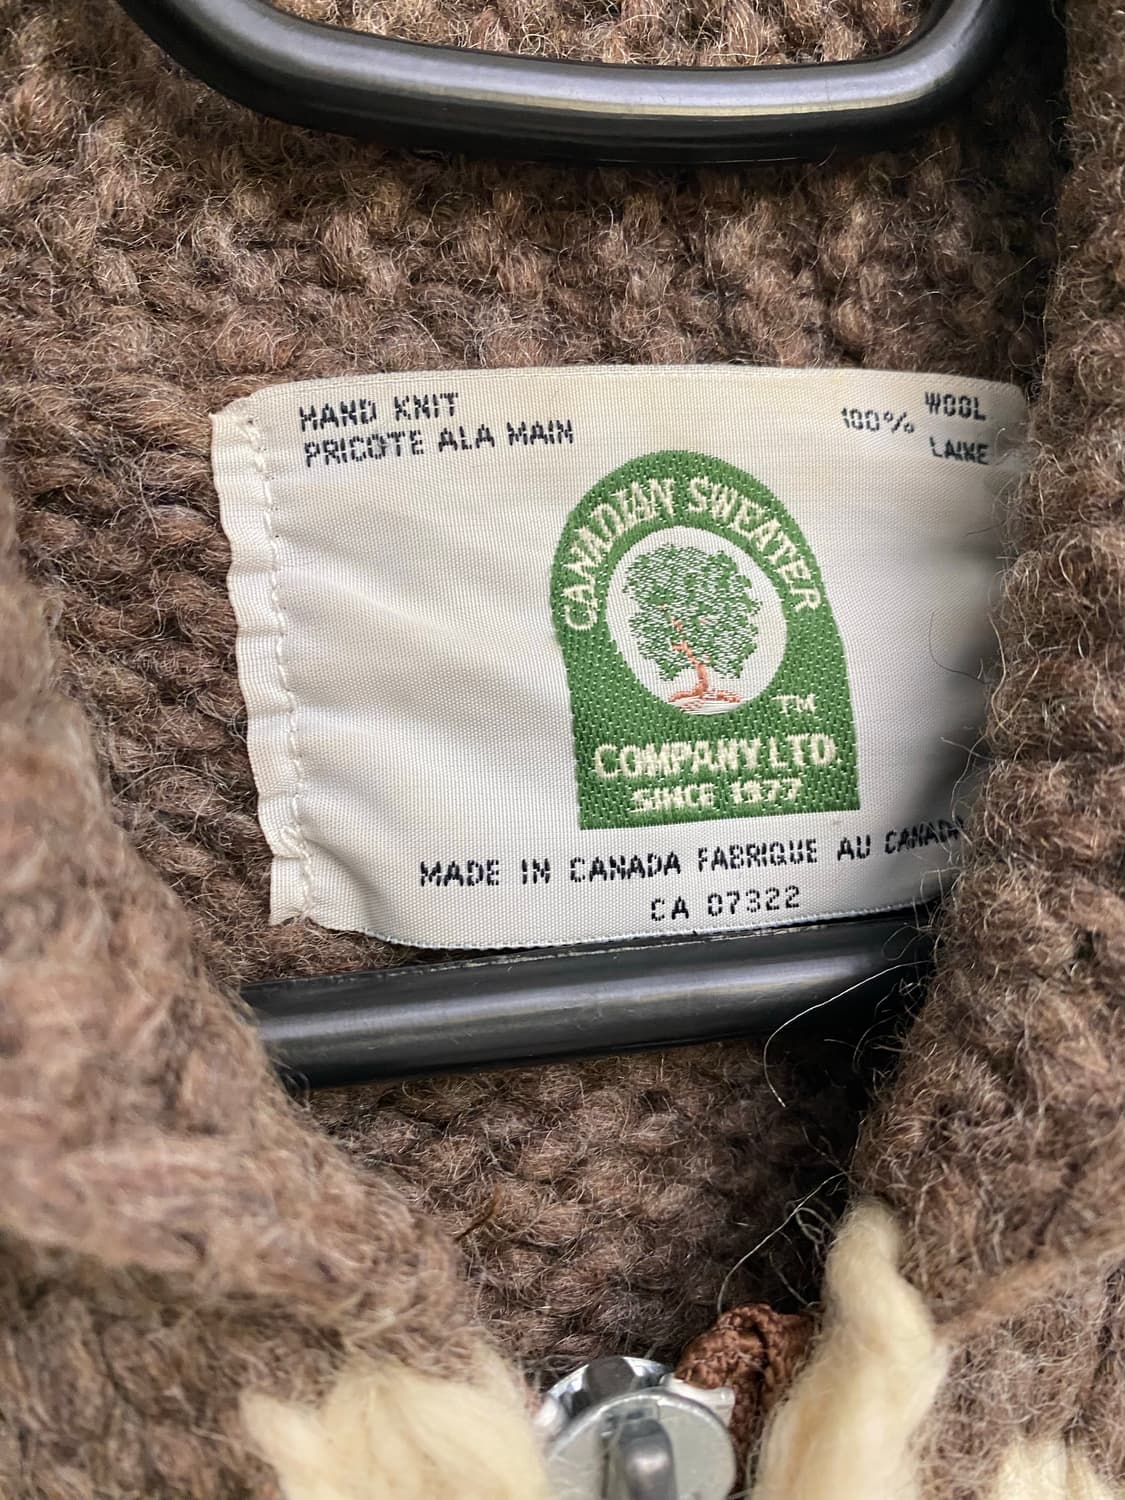 HAND KNIT
PRICOTE ALA MAIN
100% WOOL
LAINE
CANADIAN SWEATER
TM
COMPANY LTD.
SINCE 1977
MADE IN CANADA FABRIQUE AU CANADA
CA 07322